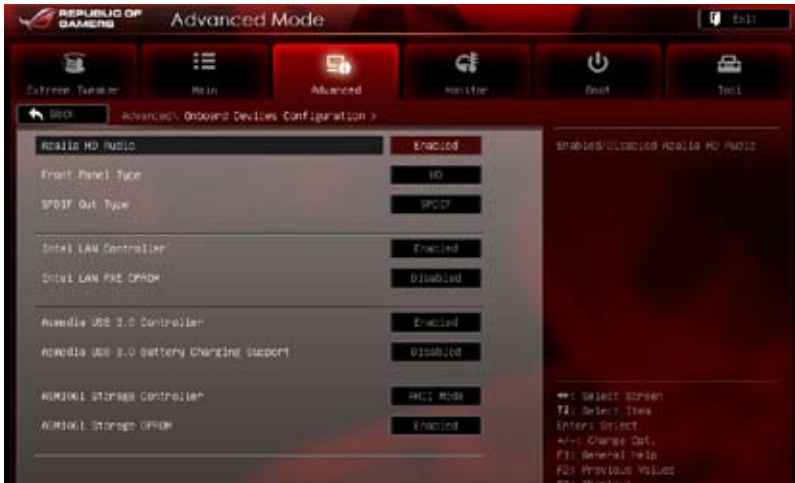 REPUBLIC OF GAMERS
Advanced Mode
Exit
Extreme Tweaker
Main
Advanced
Monitor
Boot
Tool
Back
Advanced\ Onboard Devices Configuration >
Azalia HD Audio Enabled
Front Panel Type HD
SPDIF Out Type SPDIF
Intel LAN Controller Enabled
Intel LAN PXE OPROM Disabled
Asmedia USB 3.0 Controller Enabled
Asmedia USB 3.0 Battery Charging Support Disabled
ASM1061 Storage Controller AHCI Mode
ASM1061 Storage OPROM Enabled
Enabled/Disabled Azalia HD Audio
→←: Select Screen
↑↓: Select Item
Enter: Select
+/-: Change Opt.
F1: General Help
F2: Previous Values